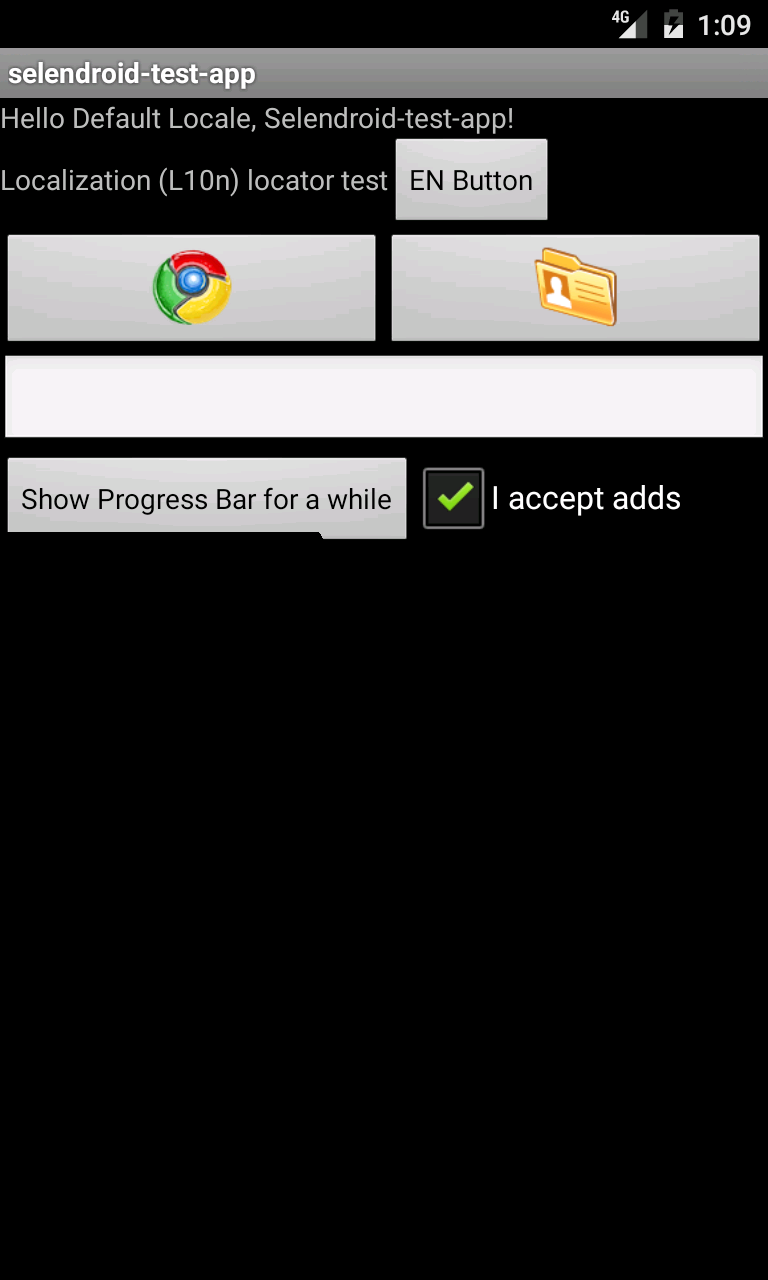 4G 1:09
selendroid-test-app
Hello Default Locale, Selendroid-test-app!
Localization (L10n) locator test EN Button
Show Progress Bar for a while I accept adds